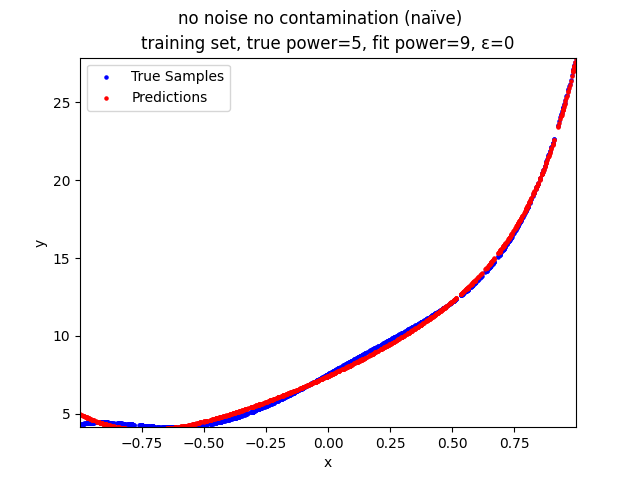 no noise no contamination (naïve)
training set, true power=5, fit power=9, ε=0
True Samples
Predictions
25
20
15
10
5
y
−0.75
−0.50
−0.25
0.00
0.25
0.50
0.75
x